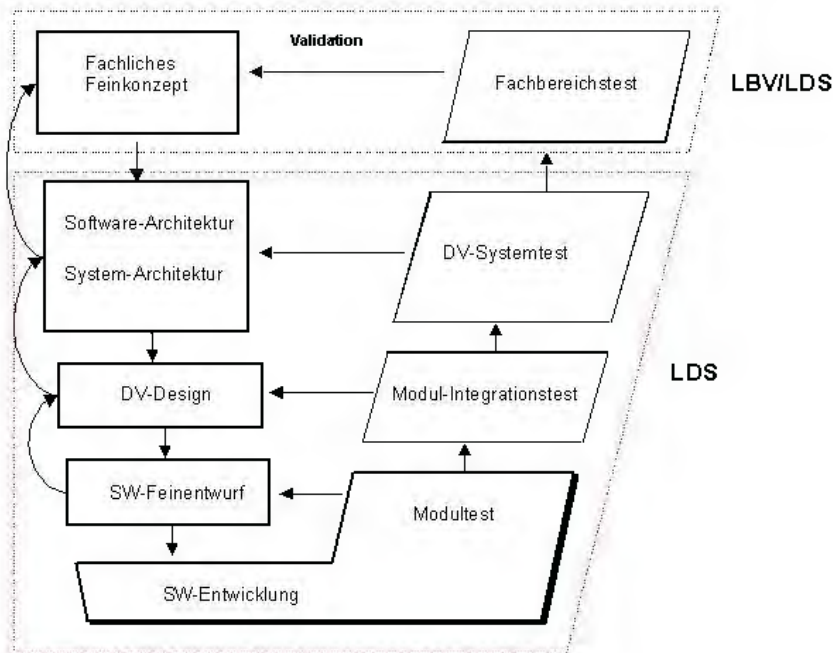 Validation
Fachliches
Feinkonzept
Fachbereichstest
LBV/LDS
Software-Architektur
System-Architektur
DV-Systemtest
LDS
DV-Design
Modul-Integrationstest
SW-Feinentwurf
Modultest
SW-Entwicklung